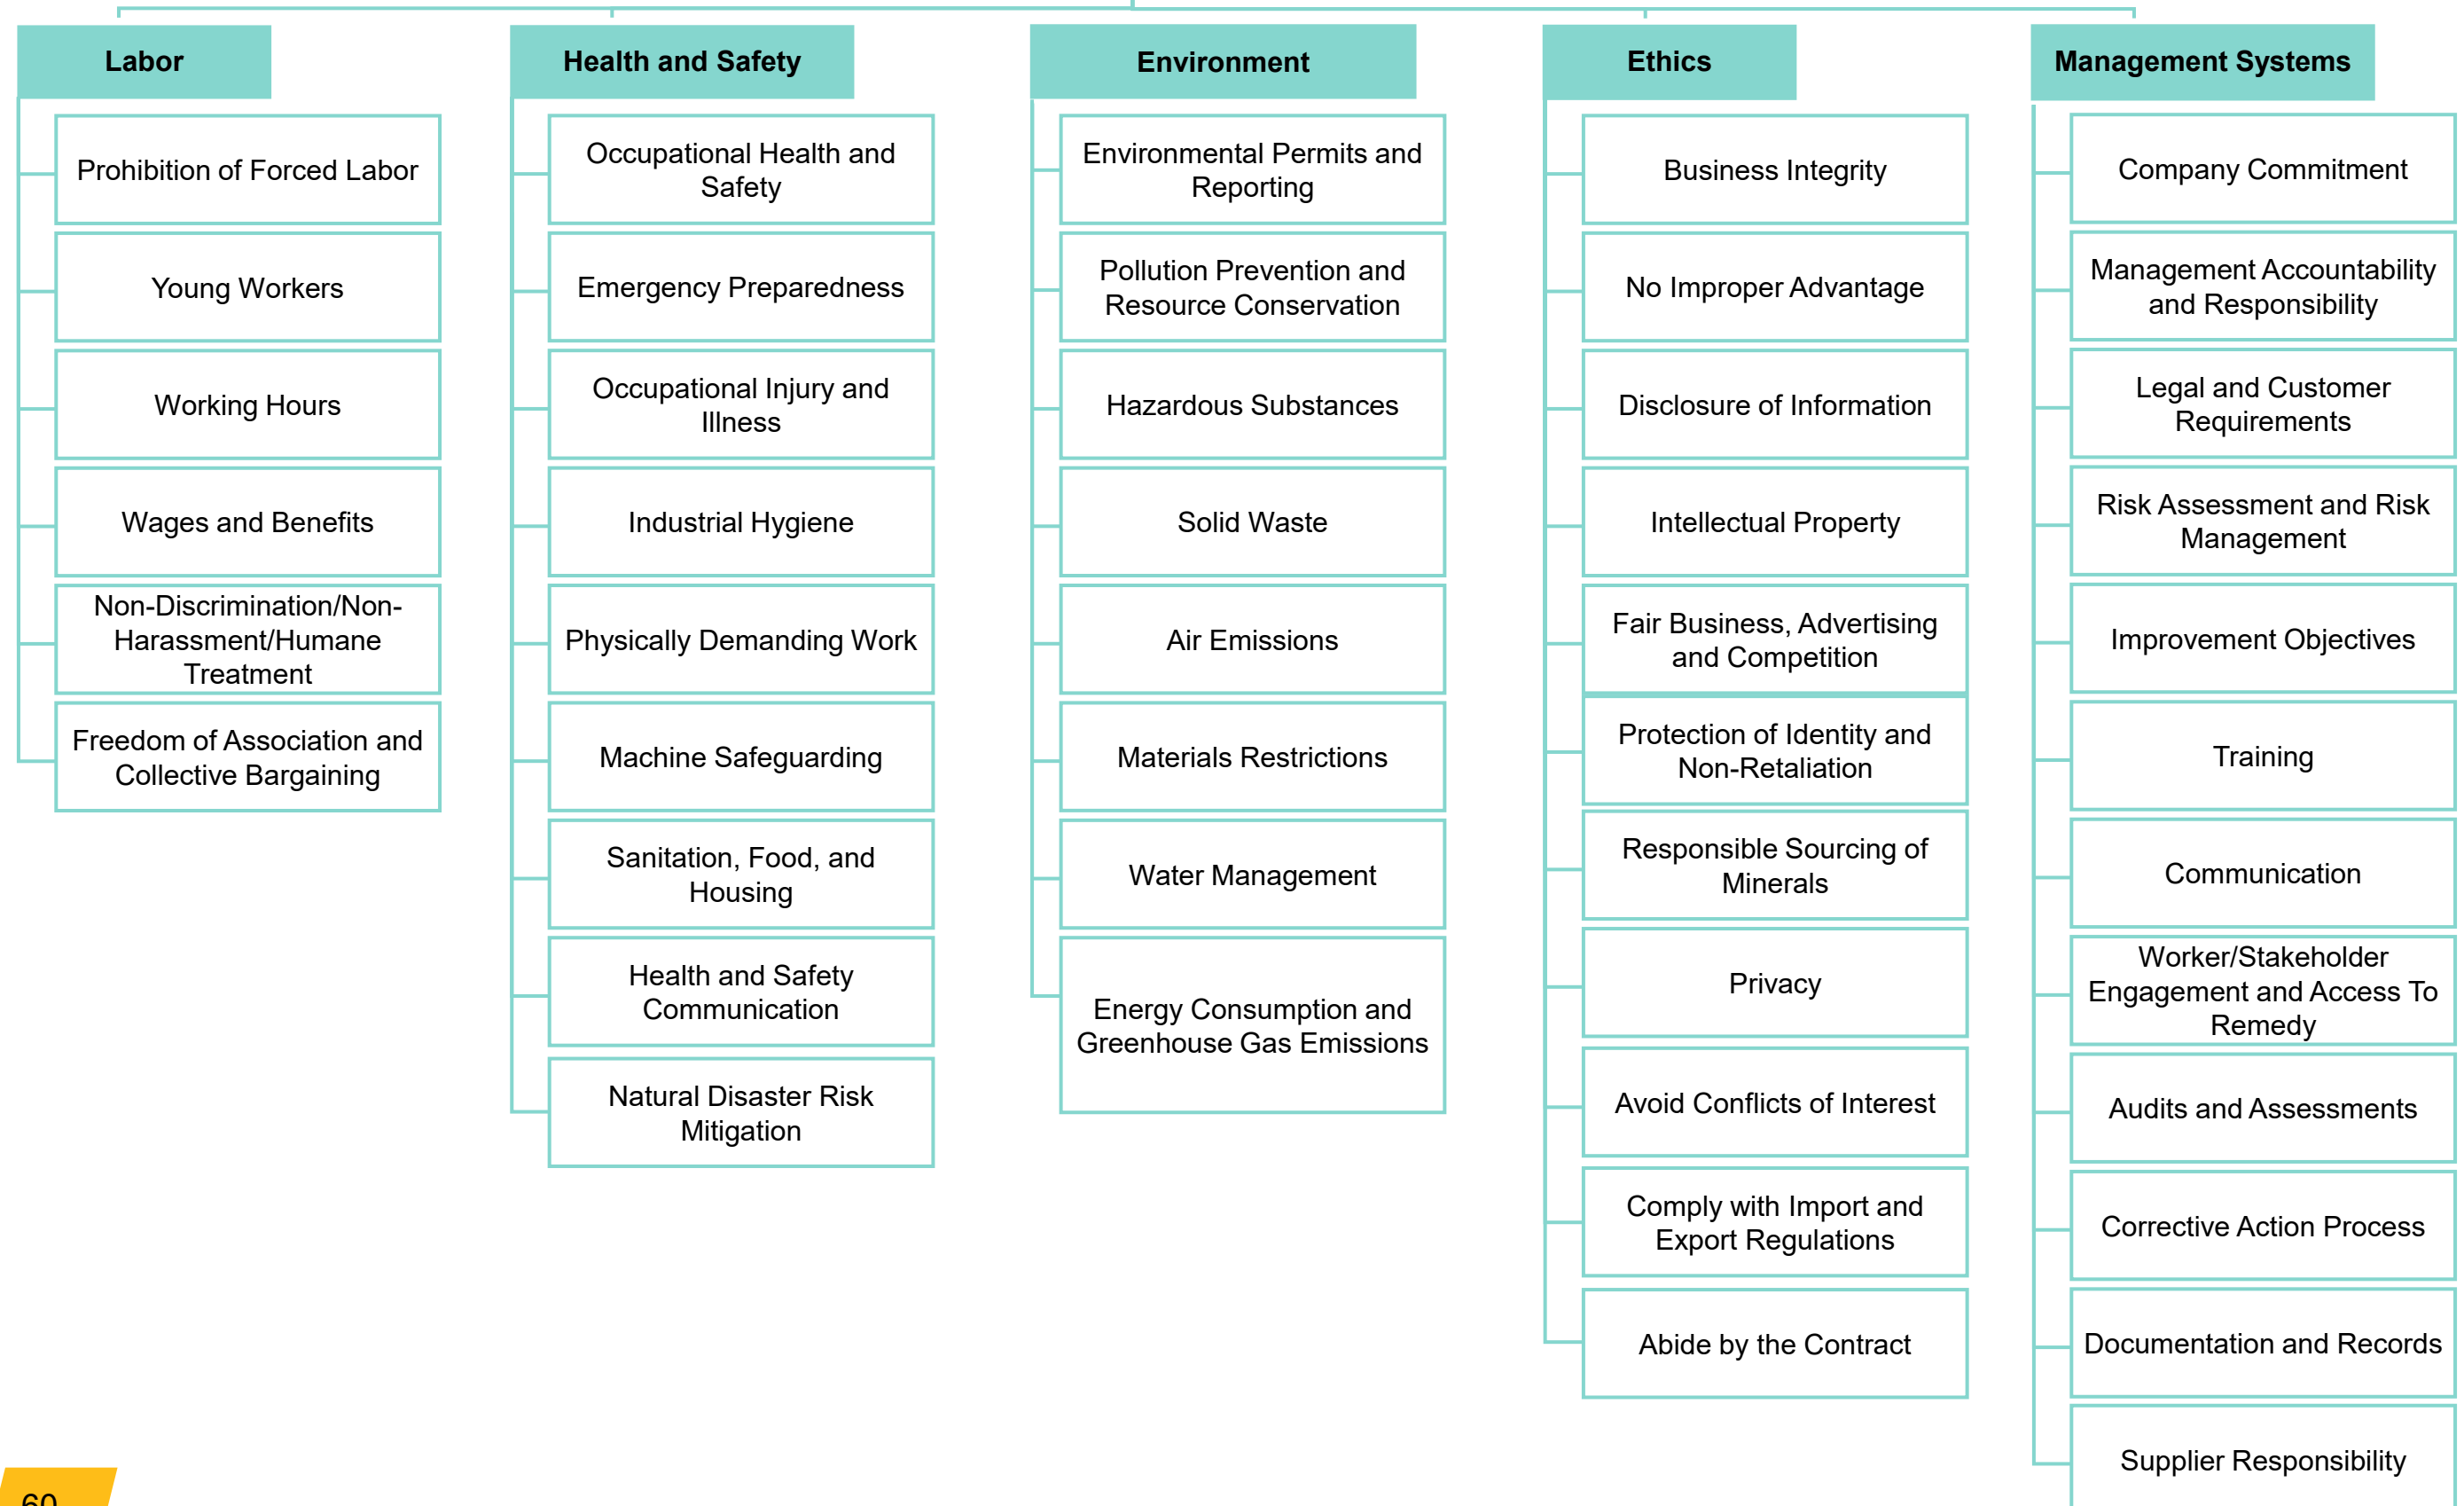 Labor
Prohibition of Forced Labor
Young Workers
Working Hours
Wages and Benefits
Non-Discrimination/Non-
Harassment/Humane
Treatment
Freedom of Association and
Collective Bargaining
Health and Safety
Occupational Health and
Safety
Emergency Preparedness
Occupational Injury and
Illness
Industrial Hygiene
Physically Demanding Work
Machine Safeguarding
Sanitation, Food, and
Housing
Health and Safety
Communication
Natural Disaster Risk
Mitigation
Environment
Environmental Permits and
Reporting
Pollution Prevention and
Resource Conservation
Hazardous Substances
Solid Waste
Air Emissions
Materials Restrictions
Water Management
Energy Consumption and
Greenhouse Gas Emissions
Ethics
Business Integrity
No Improper Advantage
Disclosure of Information
Intellectual Property
Fair Business, Advertising
and Competition
Protection of Identity and
Non-Retaliation
Responsible Sourcing of
Minerals
Privacy
Avoid Conflicts of Interest
Comply with Import and
Export Regulations
Abide by the Contract
Management Systems
Company Commitment
Management Accountability
and Responsibility
Legal and Customer
Requirements
Risk Assessment and Risk
Management
Improvement Objectives
Training
Communication
Worker/Stakeholder
Engagement and Access To
Remedy
Audits and Assessments
Corrective Action Process
Documentation and Records
Supplier Responsibility
60